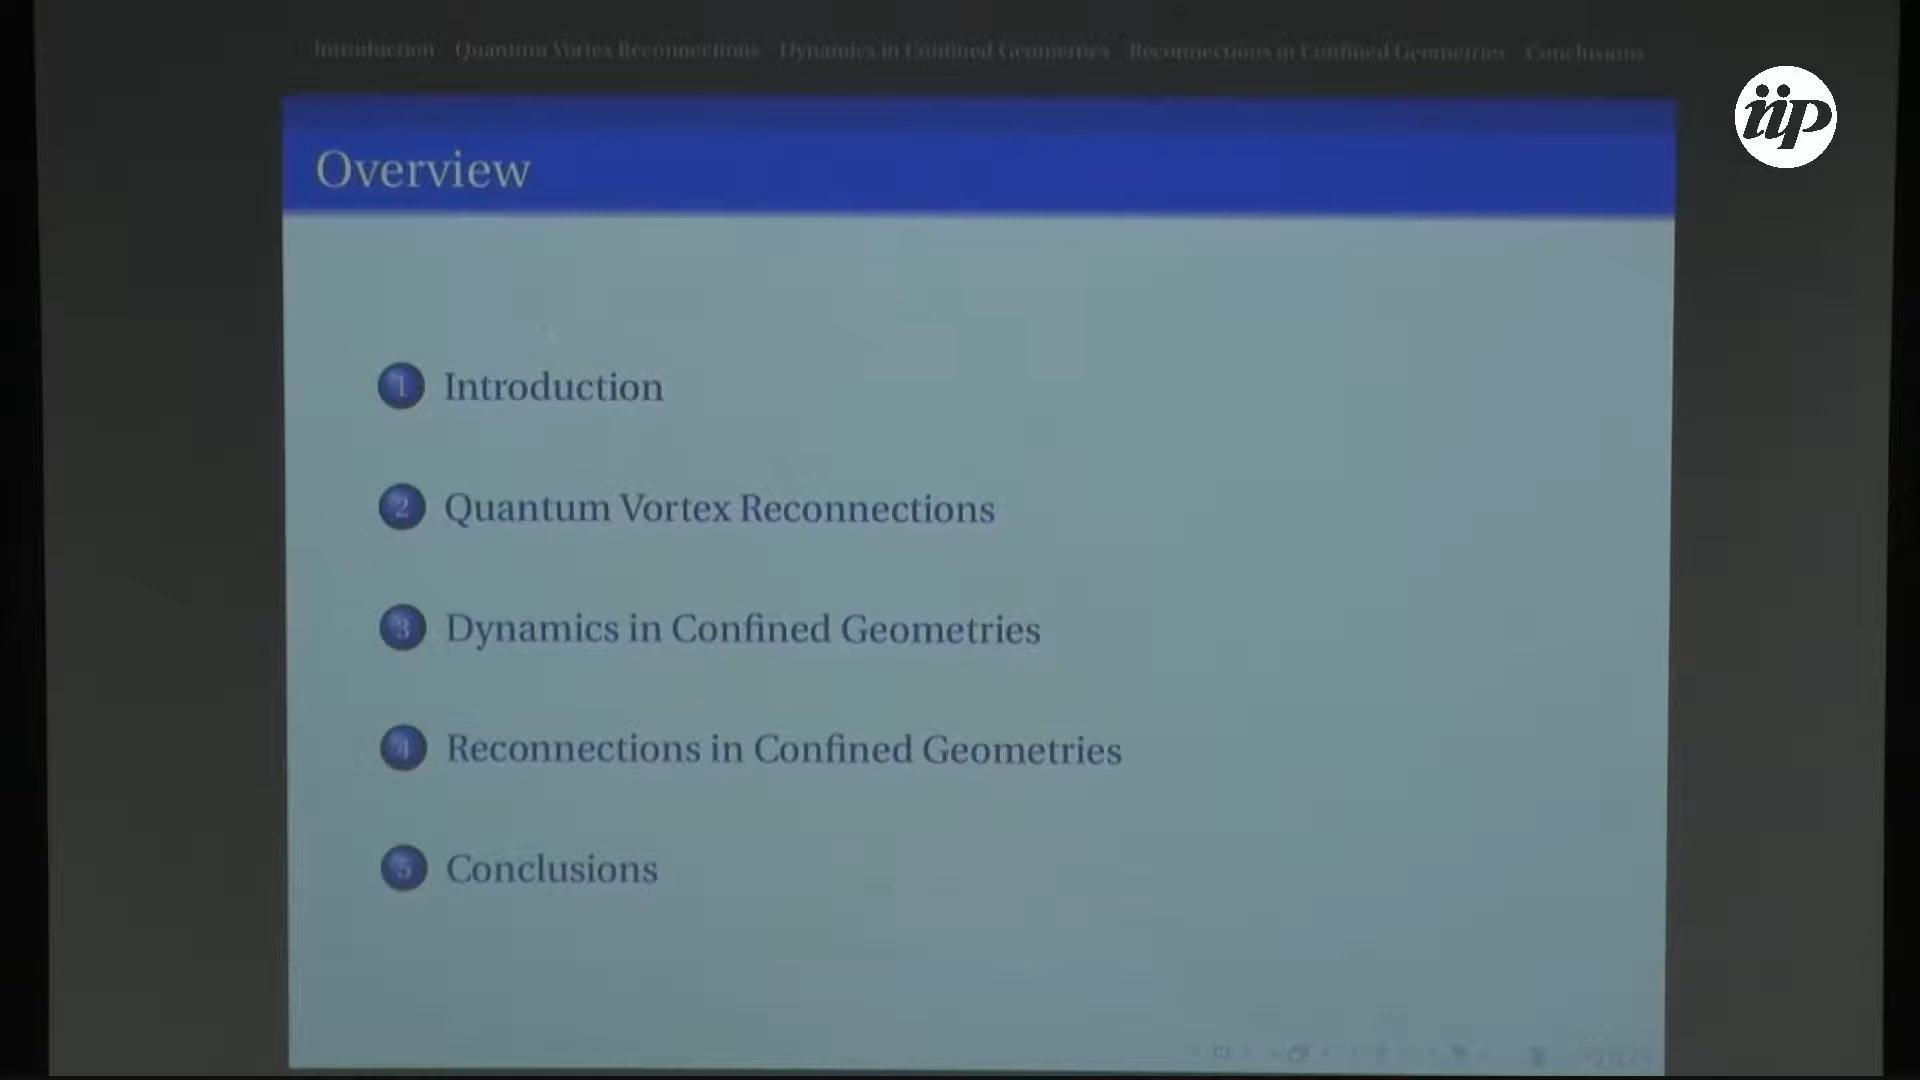 Introduction Quantum Vortex Reconnections Dynamics in Confined Geometries Reconnections in Confined Geometries Conclusions
iip
Overview
1 Introduction
2 Quantum Vortex Reconnections
3 Dynamics in Confined Geometries
4 Reconnections in Confined Geometries
5 Conclusions